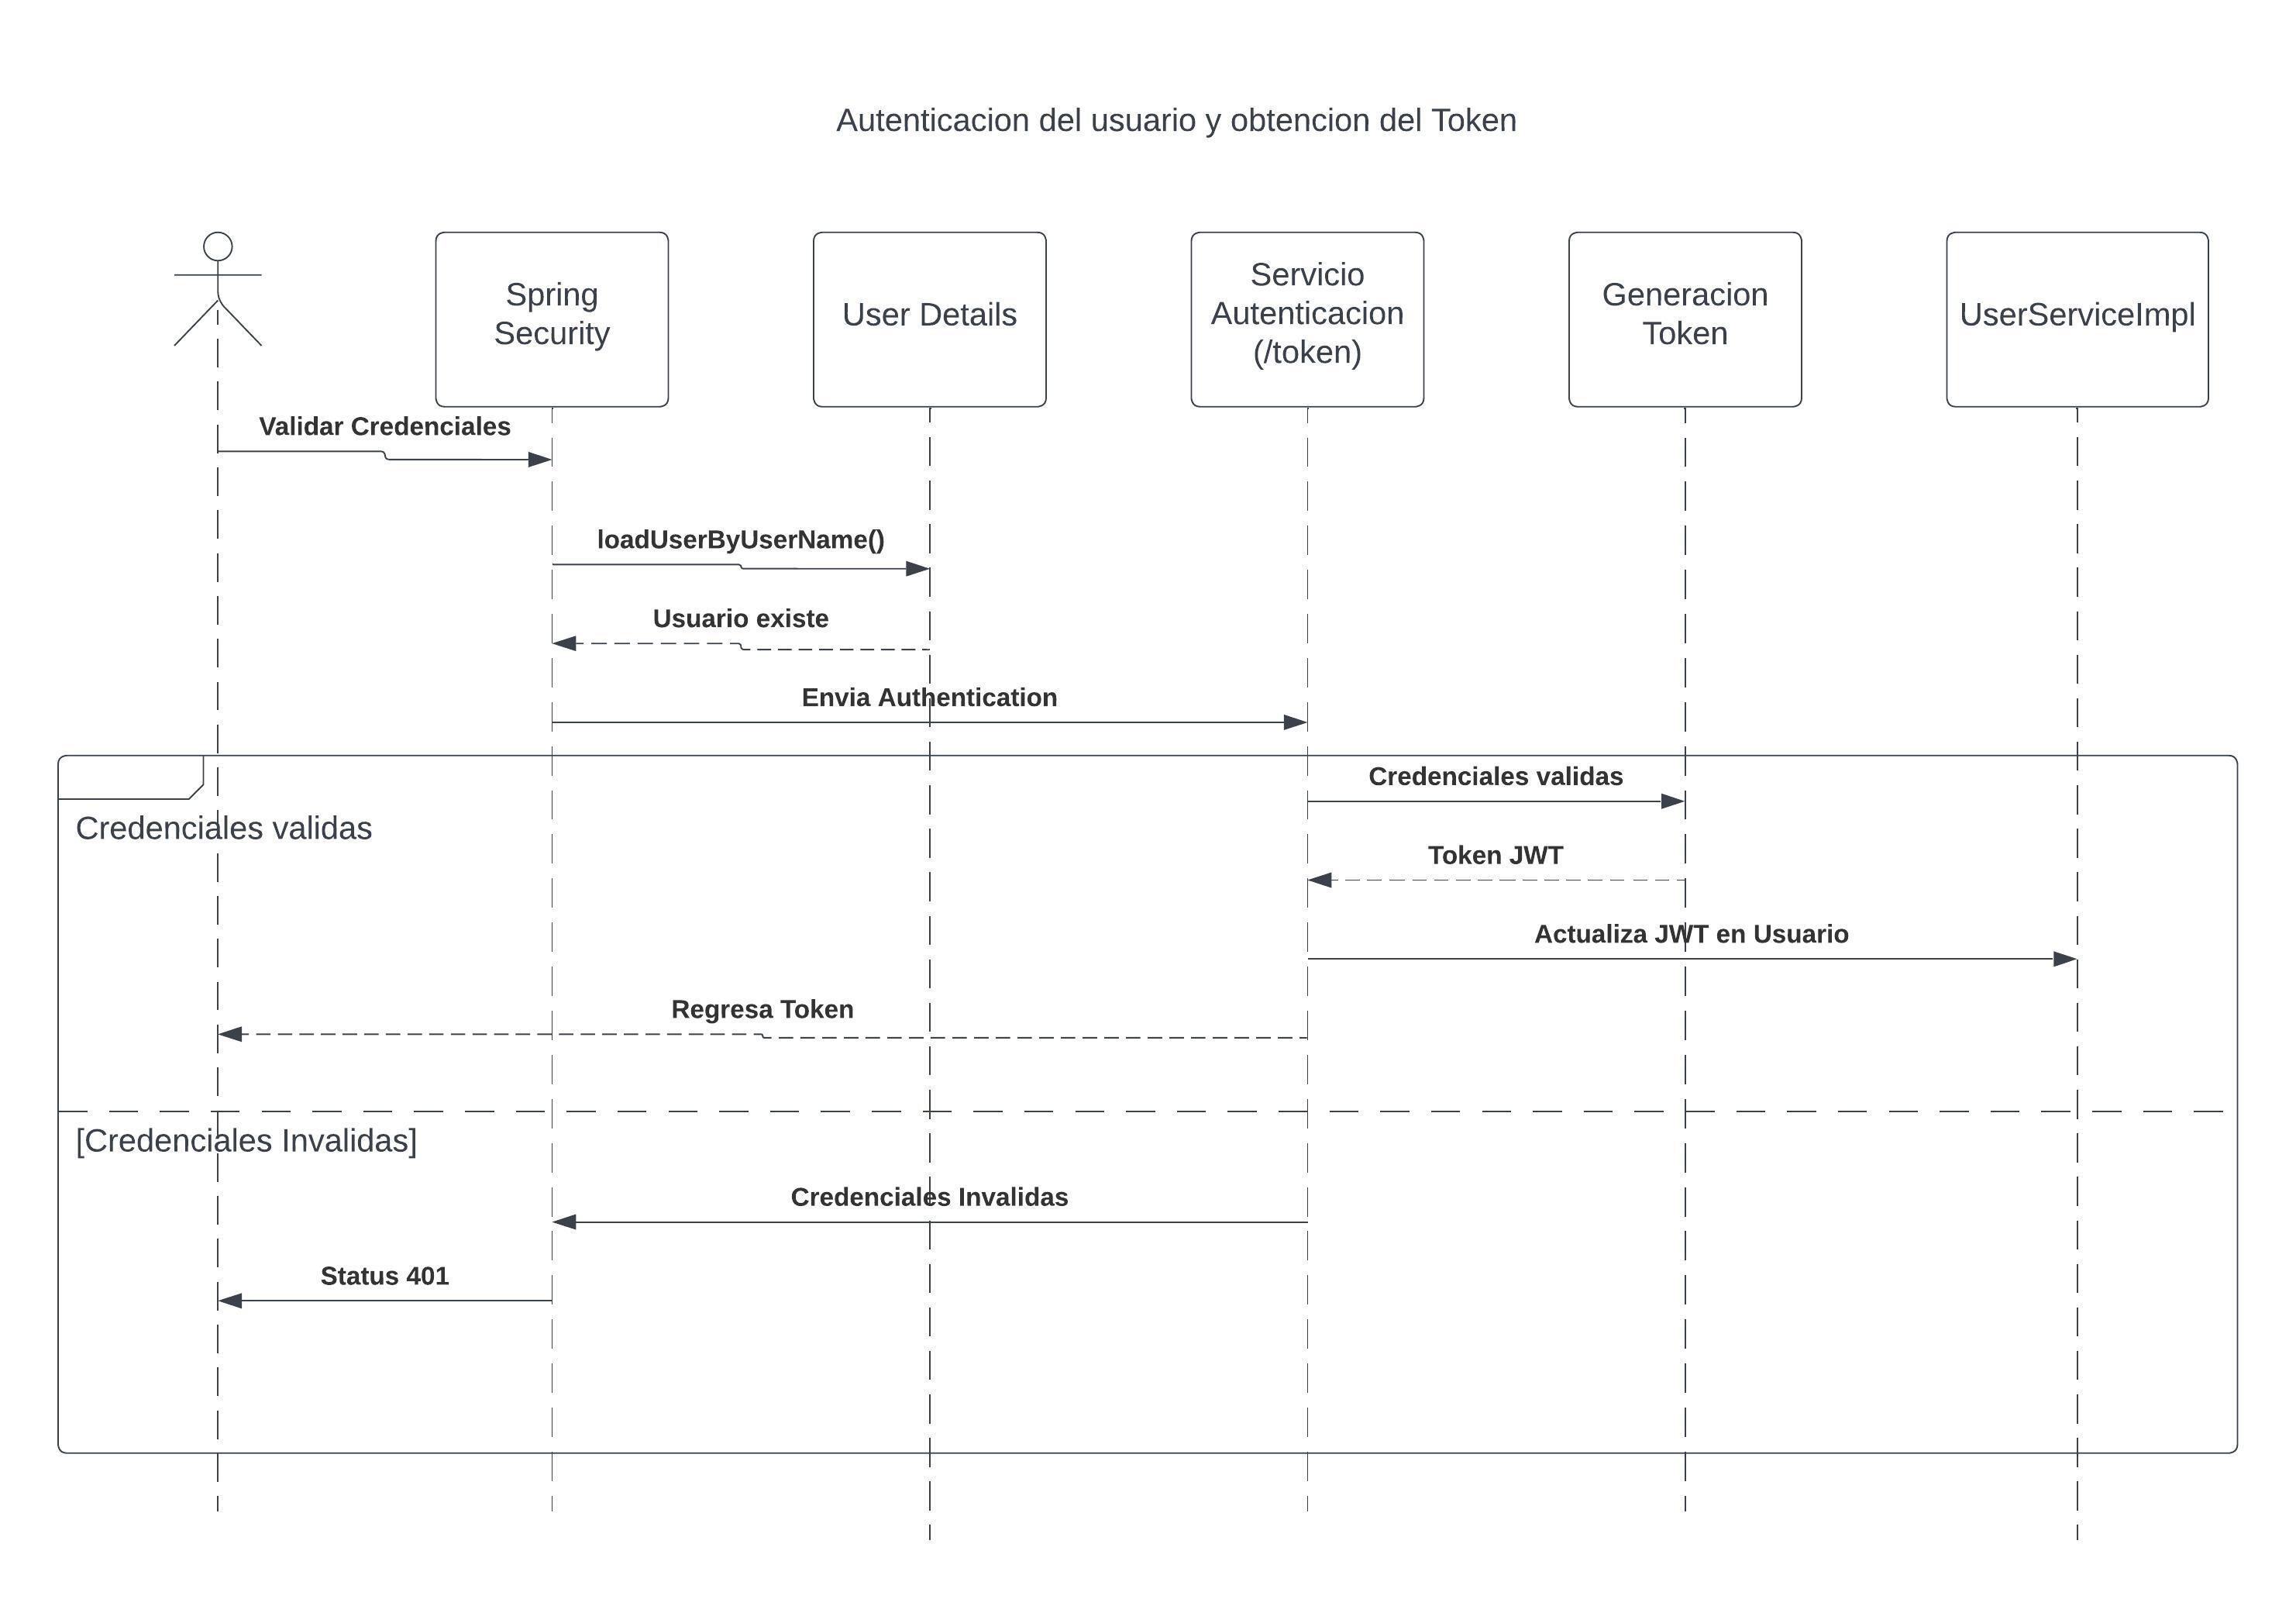 Autenticacion del usuario y obtencion del Token
Spring
Security
User Details
Servicio
Autenticacion
(/token)
Generacion
Token
UserServiceImpl
Validar Credenciales
loadUserByUserName()
Usuario existe
Envia Authentication
Credenciales validas
Credenciales validas
Token JWT
Actualiza JWT en Usuario
Regresa Token
[Credenciales Invalidas]
Credenciales Invalidas
Status 401